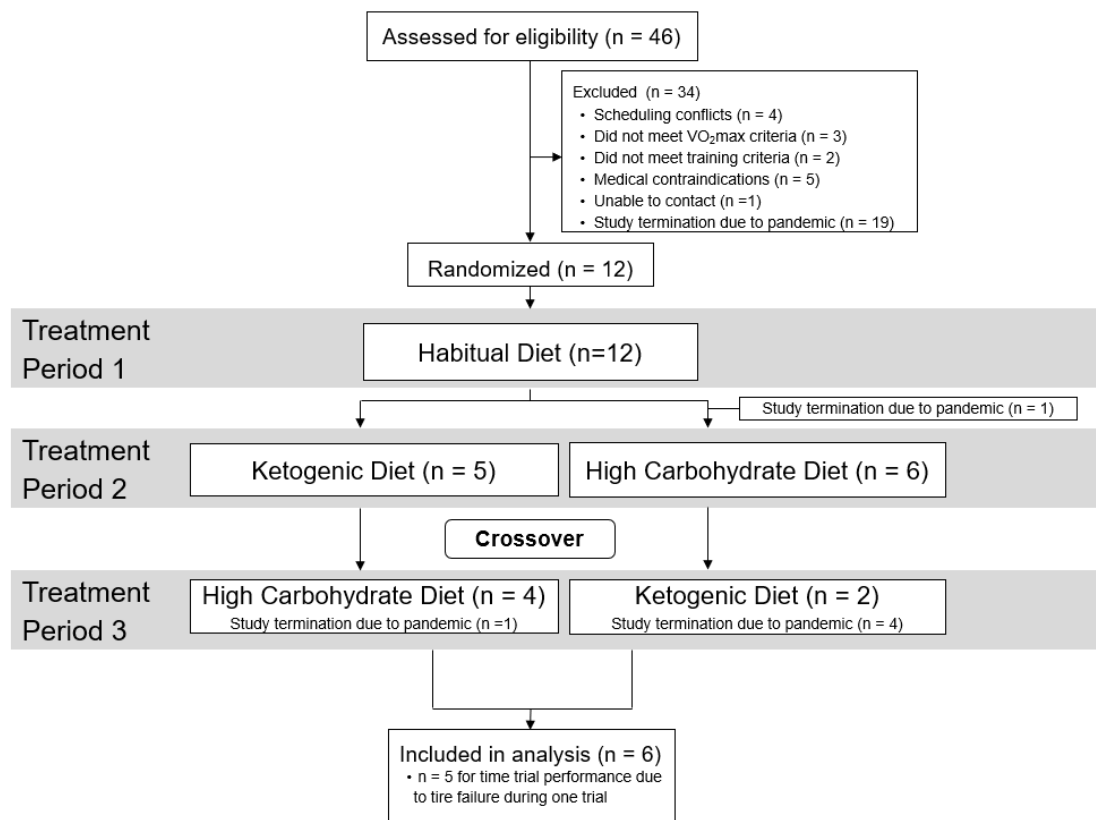 Assessed for eligibility (n = 46)
Excluded  (n = 34)
• Scheduling conflicts (n = 4)
• Did not meet VO₂max criteria (n = 3)
• Did not meet training criteria (n = 2)
• Medical contraindications (n = 5)
• Unable to contact (n =1)
• Study termination due to pandemic (n = 19)
Randomized (n = 12)
Treatment
Period 1
Habitual Diet (n=12)
Study termination due to pandemic (n = 1)
Treatment
Period 2
Ketogenic Diet (n = 5)
High Carbohydrate Diet (n = 6)
Crossover
Treatment
Period 3
High Carbohydrate Diet (n = 4)
Study termination due to pandemic (n =1)
Ketogenic Diet (n = 2)
Study termination due to pandemic (n = 4)
Included in analysis (n = 6)
• n = 5 for time trial performance due
to tire failure during one trial